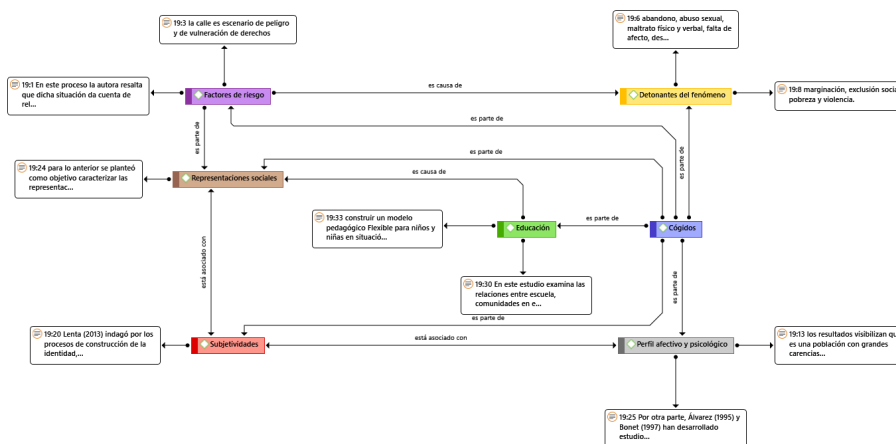 19:3 la calle es escenario de peligro
y de vulneración de derechos
19:6 abandono, abuso sexual,
maltrato físico y verbal, falta de
afecto, des...
19:1 En este proceso la autora resalta
que dicha situación da cuenta de
rel...
Factores de riesgo
es causa de
Detonantes del fenómeno
19:8 marginación, exclusión socia
pobreza y violencia.
es parte de
es parte de
es parte de
es parte de
19:24 para lo anterior se planteó
como objetivo caracterizar las
representac...
Representaciones sociales
es causa de
19:33 construir un modelo
pedagógico Flexible para niños y
niñas en situació...
Educación
es parte de
Cógidos
está asociado con
es parte de
19:30 En este estudio examina las
relaciones entre escuela,
comunidades en e...
es parte de
19:20 Lenta (2013) indagó por los
procesos de construcción de la
identidad,...
Subjetividades
está asociado con
Perfil afectivo y psicológico
19:13 los resultados visibilizan qu
es una población con grandes
carencias...
19:25 Por otra parte, Álvarez (1995) y
Bonet (1997) han desarrollado
estudio...